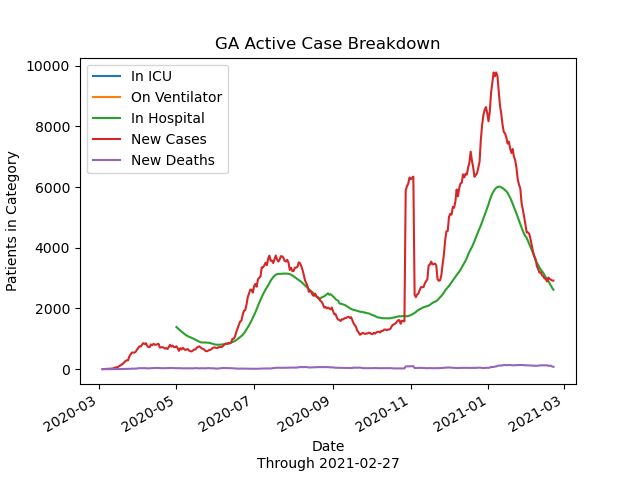 GA Active Case Breakdown
10000
8000
6000
4000
2000
0
Patients in Category
In ICU
On Ventilator
In Hospital
New Cases
New Deaths
2020-03
2020-05
2020-07
2020-09
2020-11
2021-01
2021-03
Date
Through 2021-02-27